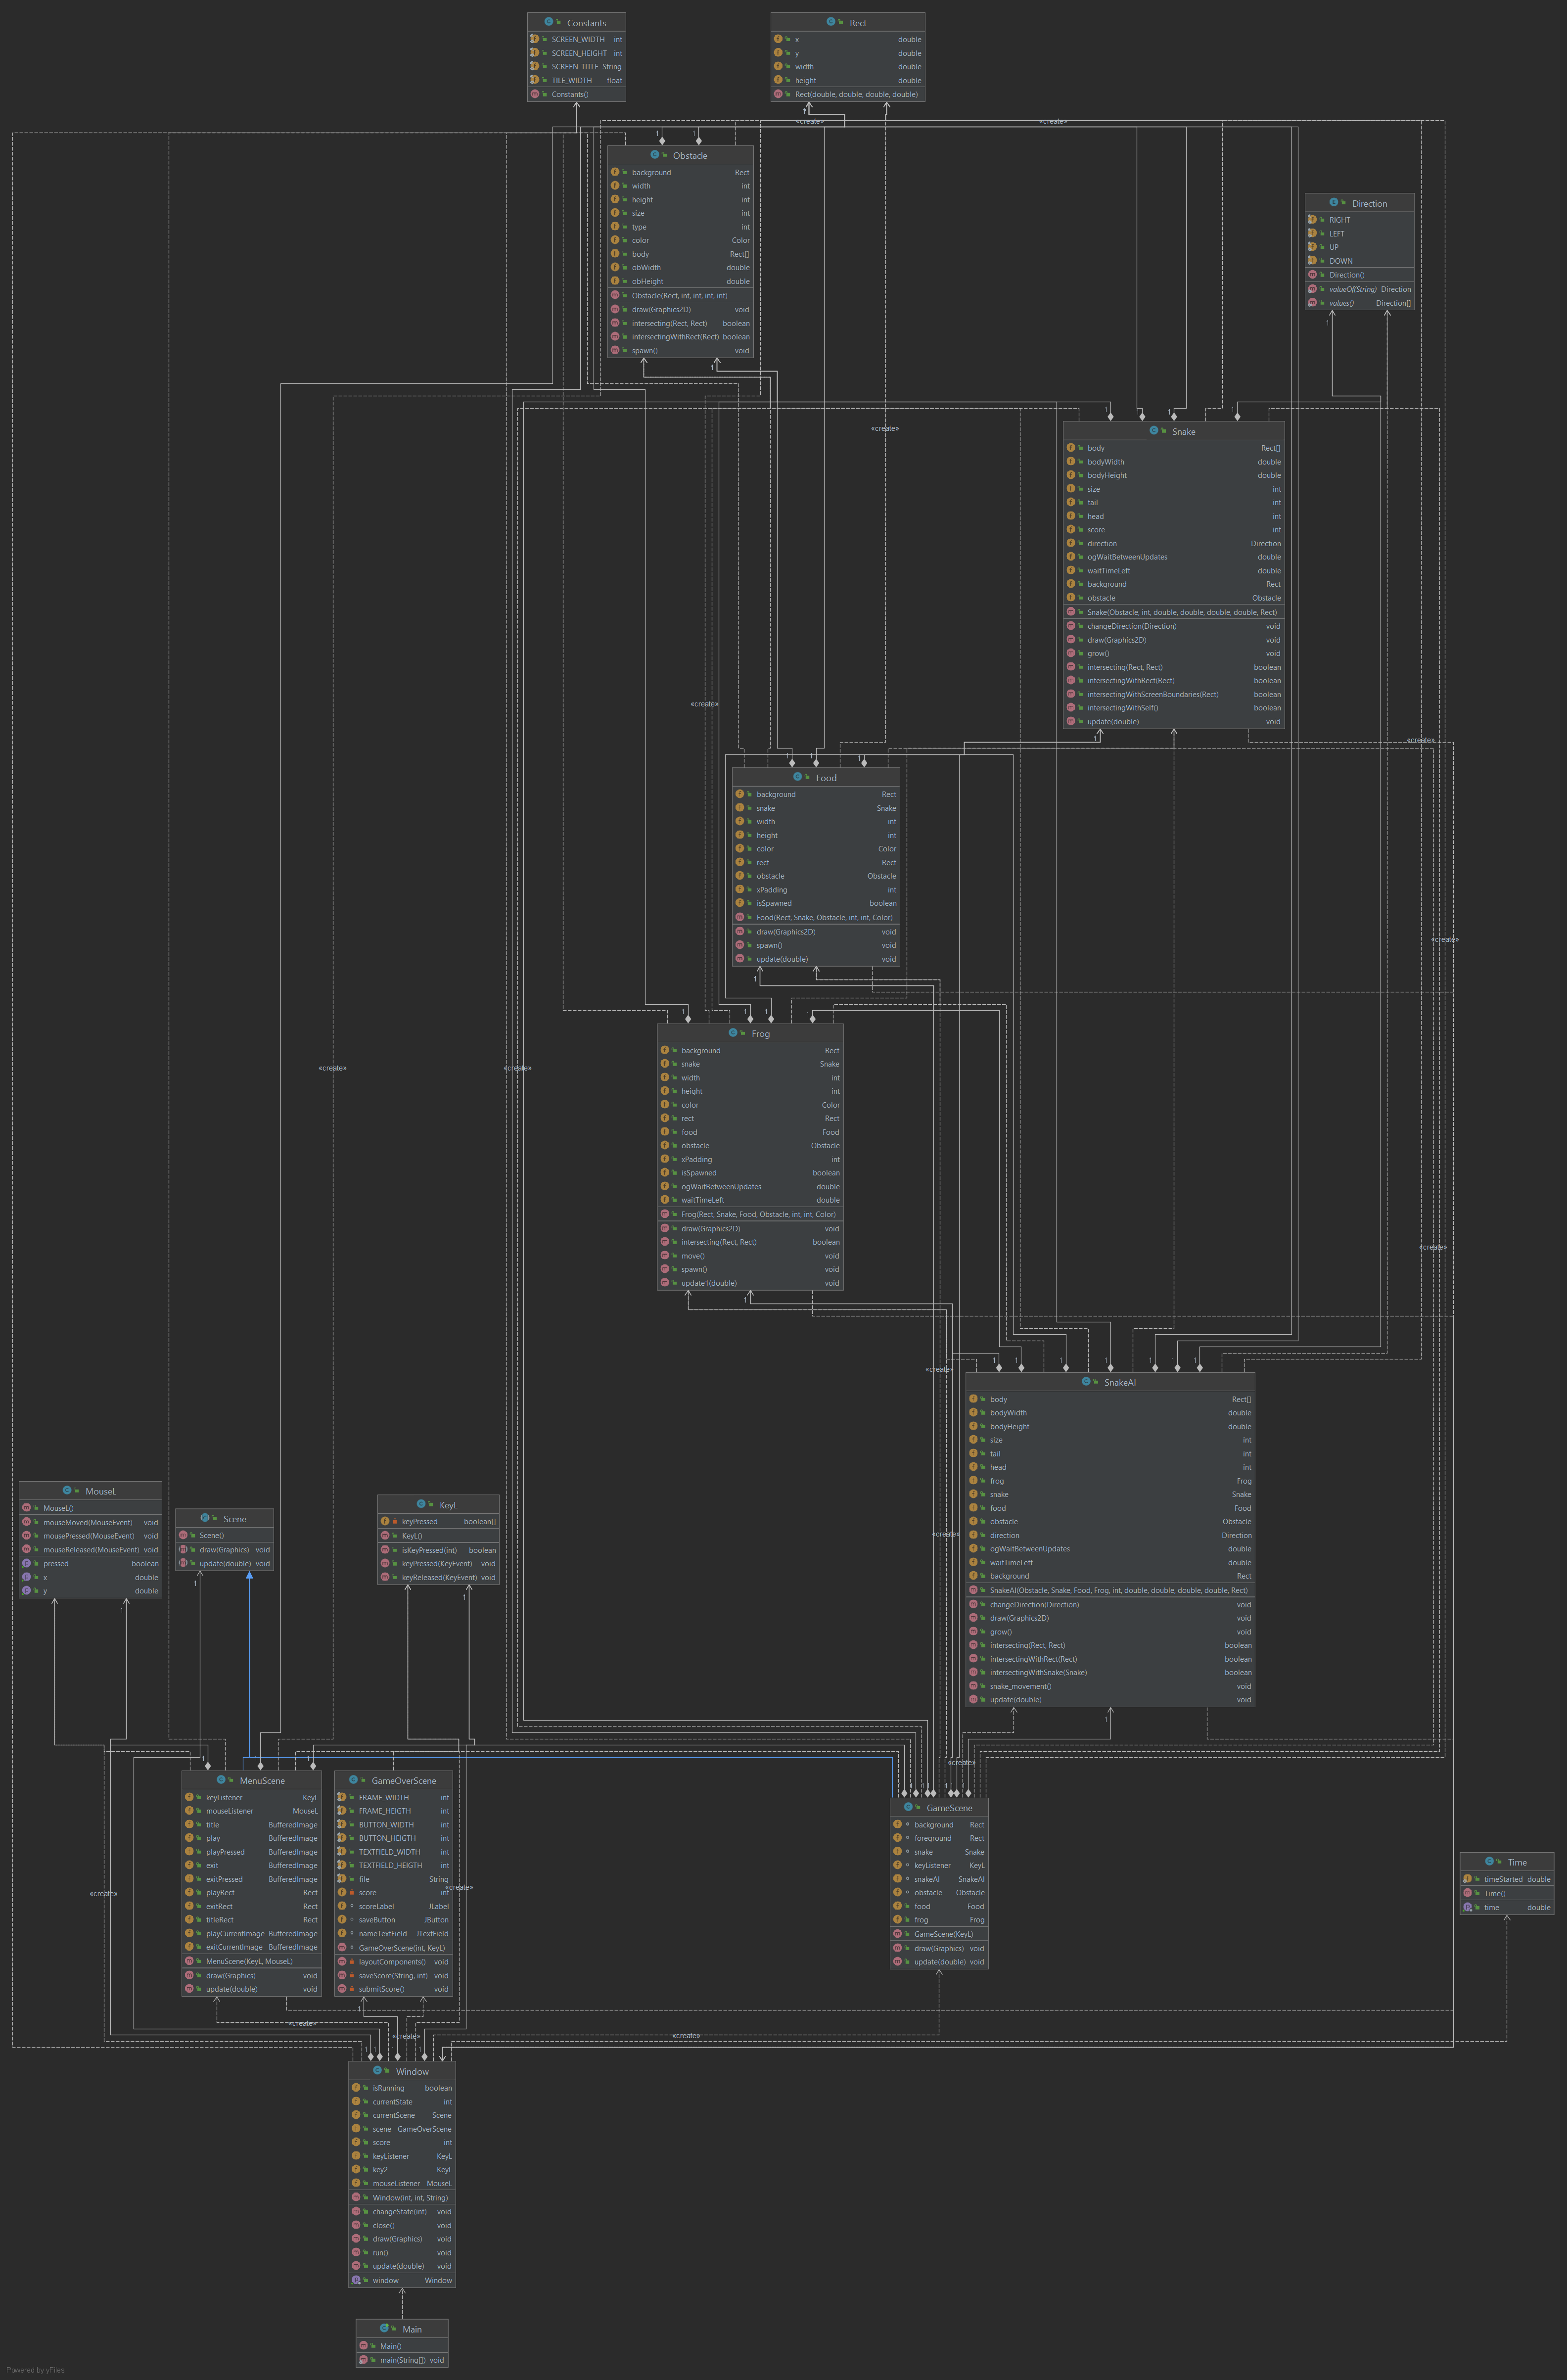 Constants
SCREEN_WIDTH int
SCREEN_HEIGHT int
SCREEN_TITLE String
TILE_WIDTH float
Constants()
Rect
x double
y double
width double
height double
Rect(double, double, double, double)
«create»
«create»
Obstacle
background Rect
width int
height int
size int
type int
color Color
body Rect[]
obWidth double
obHeight double
Obstacle(Rect, int, int, int, int)
draw(Graphics2D) void
intersecting(Rect, Rect) boolean
intersectingWithRect(Rect) boolean
spawn() void
Direction
RIGHT
LEFT
UP
DOWN
Direction()
valueOf(String) Direction
values() Direction[]
«create»
Snake
body Rect[]
bodyWidth double
bodyHeight double
size int
tail int
head int
score int
direction Direction
ogWaitBetweenUpdates double
waitTimeLeft double
background Rect
obstacle Obstacle
Snake(Obstacle, int, double, double, double, double, Rect)
changeDirection(Direction) void
draw(Graphics2D) void
grow() void
intersecting(Rect, Rect) boolean
intersectingWithRect(Rect) boolean
intersectingWithScreenBoundaries(Rect) boolean
intersectingWithSelf() boolean
update(double) void
«create»
«create»
Food
background Rect
snake Snake
width int
height int
color Color
rect Rect
obstacle Obstacle
xPadding int
isSpawned boolean
Food(Rect, Snake, Obstacle, int, int, Color)
draw(Graphics2D) void
spawn() void
update(double) void
«create»
Frog
background Rect
snake Snake
width int
height int
color Color
rect Rect
food Food
obstacle Obstacle
xPadding int
isSpawned boolean
ogWaitBetweenUpdates double
waitTimeLeft double
Frog(Rect, Snake, Food, Obstacle, int, int, Color)
draw(Graphics2D) void
intersecting(Rect, Rect) boolean
move() void
spawn() void
update1(double) void
«create»
«create»
«create»
«create»
SnakeAI
body Rect[]
bodyWidth double
bodyHeight double
size int
tail int
head int
frog Frog
snake Snake
food Food
obstacle Obstacle
direction Direction
ogWaitBetweenUpdates double
waitTimeLeft double
background Rect
SnakeAI(Obstacle, Snake, Food, Frog, int, double, double, double, double, Rect)
changeDirection(Direction) void
draw(Graphics2D) void
grow() void
intersecting(Rect, Rect) boolean
intersectingWithRect(Rect) boolean
intersectingWithSnake(Snake) boolean
snake_movement() void
update(double) void
«create»
«create»
MouseL
MouseL()
mouseMoved(MouseEvent) void
mousePressed(MouseEvent) void
mouseReleased(MouseEvent) void
pressed boolean
x double
y double
Scene
Scene()
draw(Graphics) void
update(double) void
KeyL
keyPressed boolean[]
KeyL()
isKeyPressed(int) boolean
keyPressed(KeyEvent) void
keyReleased(KeyEvent) void
MenuScene
keyListener KeyL
mouseListener MouseL
title BufferedImage
play BufferedImage
playPressed BufferedImage
exit BufferedImage
exitPressed BufferedImage
playRect Rect
exitRect Rect
titleRect Rect
playCurrentImage BufferedImage
exitCurrentImage BufferedImage
MenuScene(KeyL, MouseL)
draw(Graphics) void
update(double) void
GameOverScene
FRAME_WIDTH int
FRAME_HEIGTH int
BUTTON_WIDTH int
BUTTON_HEIGTH int
TEXTFIELD_WIDTH int
TEXTFIELD_HEIGTH int
file String
score int
scoreLabel JLabel
saveButton JButton
nameTextField JTextField
GameOverScene(int, KeyL)
layoutComponents() void
saveScore(String, int) void
submitScore() void
GameScene
background Rect
foreground Rect
snake Snake
keyListener KeyL
snakeAI SnakeAI
obstacle Obstacle
food Food
frog Frog
GameScene(KeyL)
draw(Graphics) void
update(double) void
Time
timeStarted double
Time()
time double
«create»
«create»
«create»
«create»
«create»
Window
isRunning boolean
currentState int
currentScene Scene
scene GameOverScene
score int
keyListener KeyL
key2 KeyL
mouseListener MouseL
Window(int, int, String)
changeState(int) void
close() void
draw(Graphics) void
run() void
update(double) void
window Window
Main
Main()
main(String[]) void
Powered by yFiles